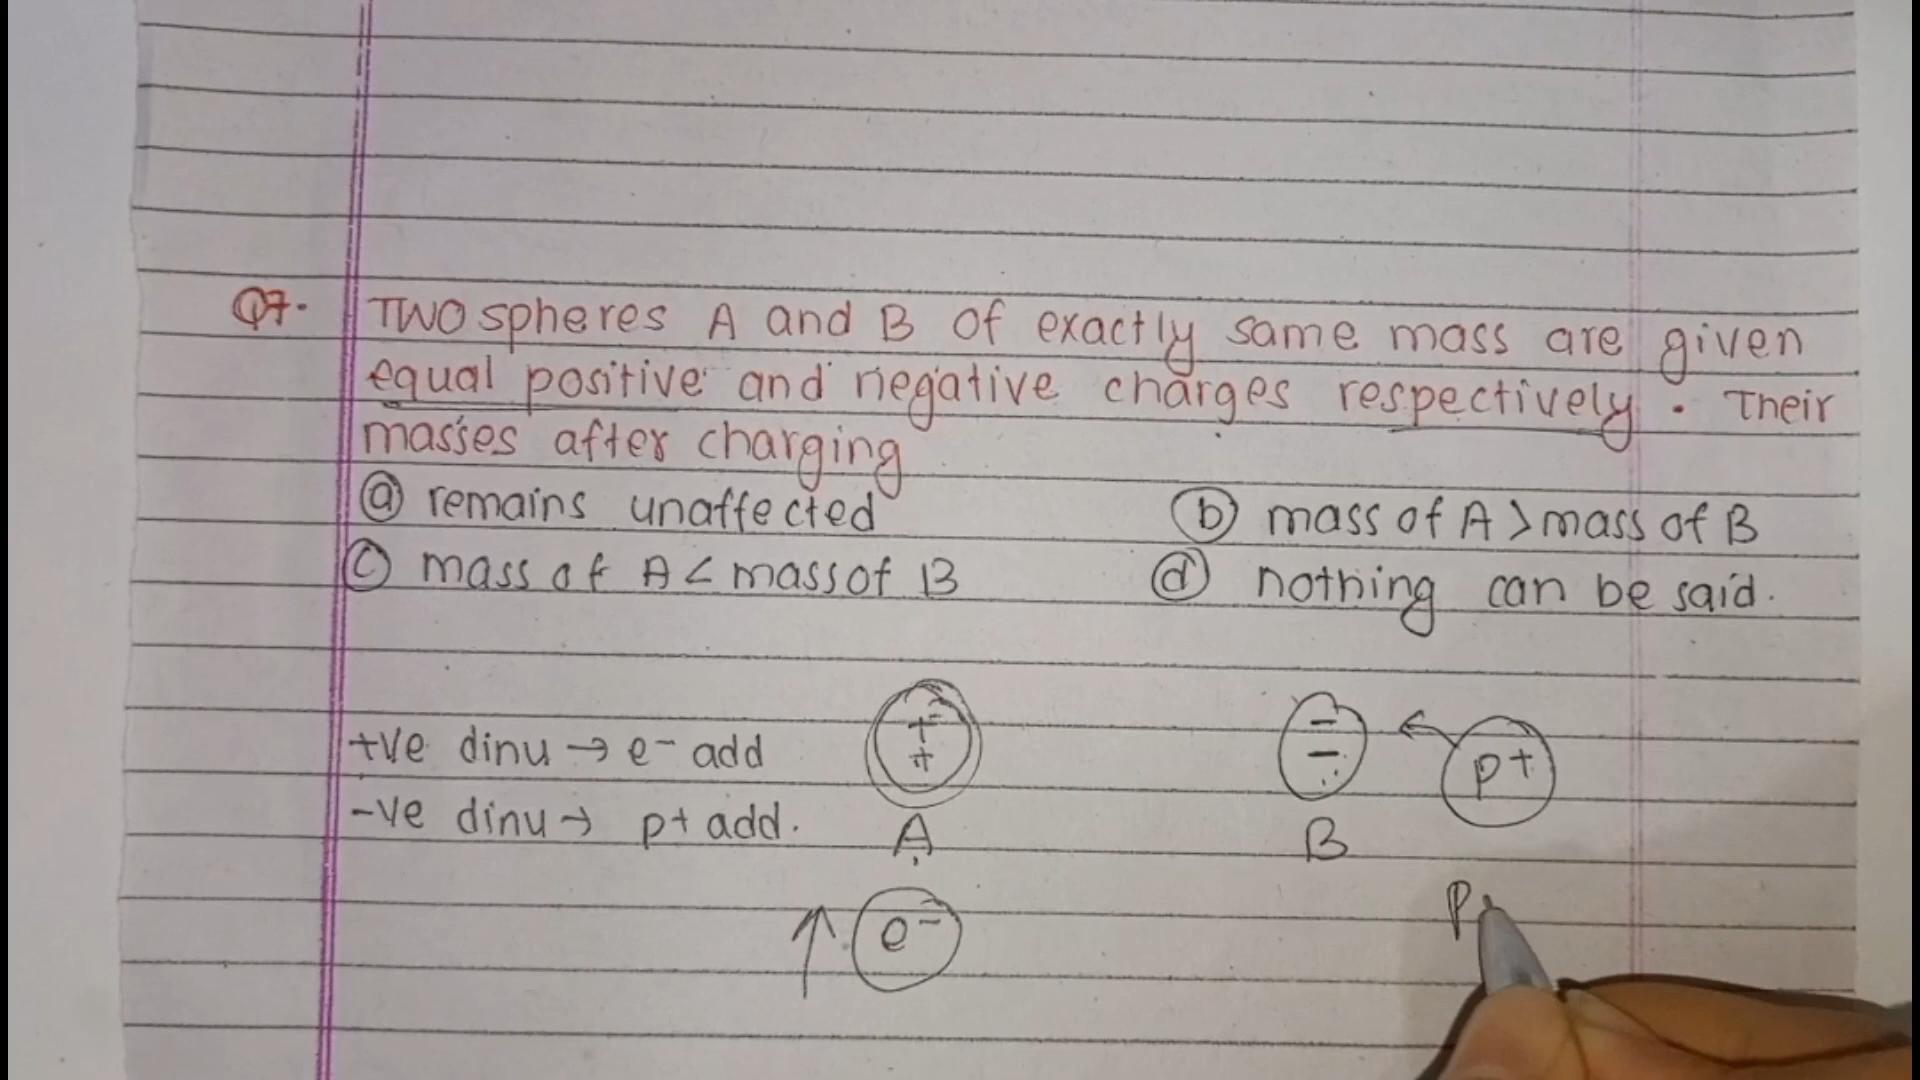 Q7. Two spheres A and B of exactly same mass are given
equal positive and negative charges respectively. Their
masses after charging
(a) remains unaffected (b) mass of A > mass of B
(c) mass of A < mass of B (d) nothing can be said.
+ve dinu → e⁻ add
-ve dinu → p+ add.
+
+
A
−
−
B
p+
e⁻
P